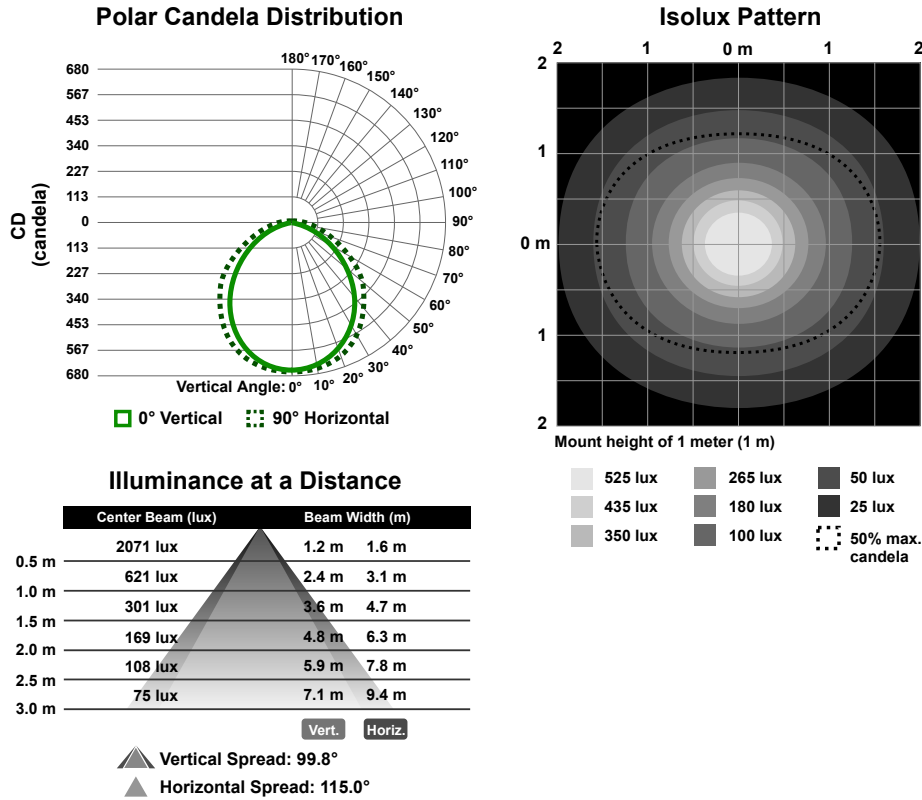 Polar Candela Distribution
680
567
453
340
227
113
0
113
227
340
453
567
680
CD
(candela)
180°
170°
160°
150°
140°
130°
120°
110°
100°
90°
80°
70°
60°
50°
40°
30°
20°
10°
Vertical Angle: 0°
0° Vertical
90° Horizontal
Isolux Pattern
2 1 0 m 1 2
2
1
0 m
1
2
Mount height of 1 meter (1 m)
525 lux
435 lux
350 lux
265 lux
180 lux
100 lux
50 lux
25 lux
50% max.
candela
Illuminance at a Distance
Center Beam (lux) Beam Width (m)
2071 lux 1.2 m 1.6 m
0.5 m
621 lux 2.4 m 3.1 m
1.0 m
301 lux 3.6 m 4.7 m
1.5 m
169 lux 4.8 m 6.3 m
2.0 m
108 lux 5.9 m 7.8 m
2.5 m
75 lux 7.1 m 9.4 m
3.0 m
Vert. Horiz.
Vertical Spread: 99.8°
Horizontal Spread: 115.0°